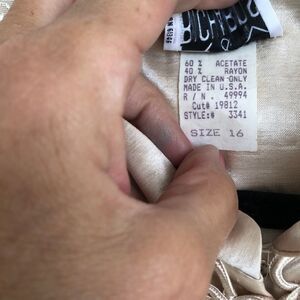 60 % ACETATE
40 % RAYON
DRY CLEAN ONLY
MADE IN U.S.A.
R / N . 49994
Cut# 19812
STYLE:# 3341
SIZE 16